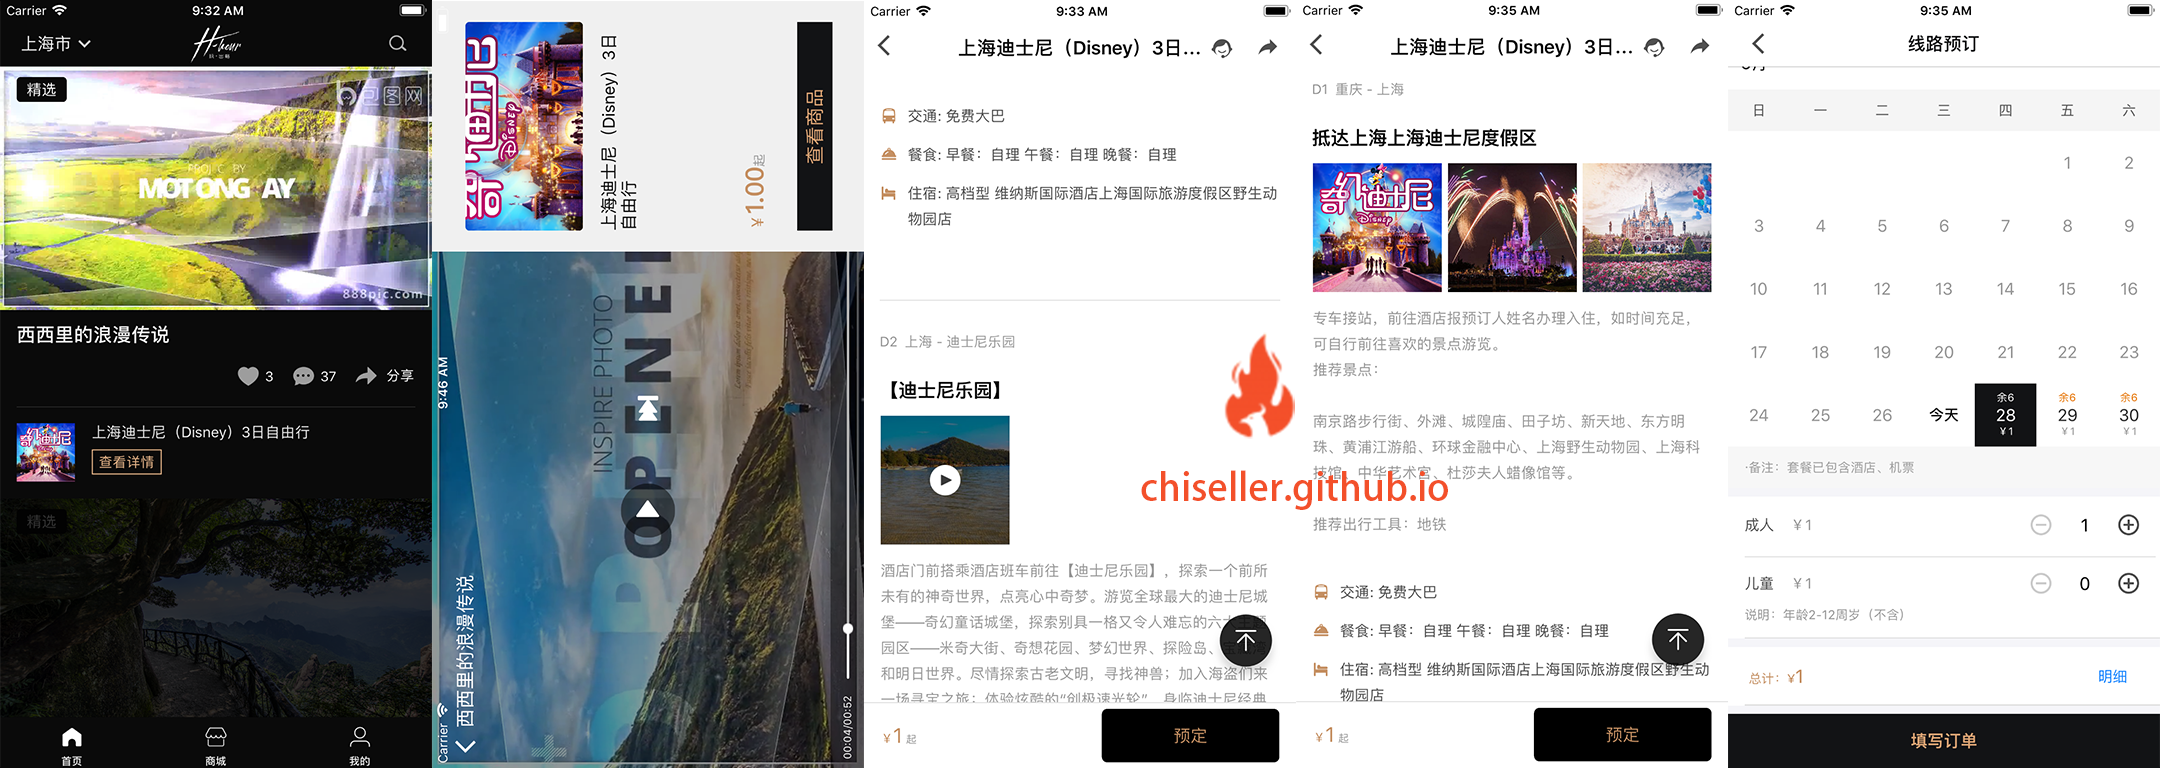 Carrier 9:32 AM
上海市
H-hour
精选
包图网
PROJEC BY
MOTONG AY
888pic.com
西西里的浪漫传说
3
37
分享
奇幻迪士尼
上海迪士尼（Disney）3日自由行
查看详情
精选
首页
商城
我的
Carrier 9:46 AM
西西里的浪漫传说
INSPIRE PHOTO
OPENE
00:04/00:52
DISNEP
上海迪士尼（Disney）3日
自由行
¥1.00起
查看商品
Carrier 9:33 AM
上海迪士尼（Disney）3日...
交通: 免费大巴
餐食: 早餐：自理 午餐：自理 晚餐：自理
住宿: 高档型 维纳斯国际酒店上海国际旅游度假区野生动
物园店
D2 上海 - 迪士尼乐园
【迪士尼乐园】
酒店门前搭乘酒店班车前往【迪士尼乐园】，探索一个前所
未有的神奇世界，点亮心中奇梦。游览全球最大的迪士尼城
堡——奇幻童话城堡，探索别具一格又令人难忘的六大主题
园区——米奇大街、奇想花园、梦幻世界、探险岛、
和明日世界。尽情探索古老文明，寻找神兽；加入海盗们来
一场寻宝之旅；体验炫酷的“创极速光轮”，身临迪士尼经典
¥1起
预定
chiseller.github.io
Carrier 9:35 AM
上海迪士尼（Disney）3日...
D1 重庆 - 上海
抵达上海上海迪士尼度假区
奇幻迪士尼
Disney
专车接站，前往酒店报预订人姓名办理入住，如时间充足，
可自行前往喜欢的景点游览。
推荐景点：
南京路步行街、外滩、城隍庙、田子坊、新天地、东方明
珠、黄浦江游船、环球金融中心、上海野生动物园、上海科
技馆、中华艺术宫、杜莎夫人蜡像馆等。
推荐出行工具：地铁
交通: 免费大巴
餐食: 早餐：自理 午餐：自理 晚餐：自理
住宿: 高档型 维纳斯国际酒店上海国际旅游度假区野生动
物园店
¥1起
预定
Carrier 9:35 AM
线路预订
日 一 二 三 四 五 六
1 2
3 4 5 6 7 8 9
10 11 12 13 14 15 16
17 18 19 20 21 22 23
余6 余6 余6
24 25 26 今天 28 29 30
¥1 ¥1 ¥1
·备注：套餐已包含酒店、机票
成人 ¥1 1
儿童 ¥1 0
说明：年龄2-12周岁（不含）
总计：¥1 明细
填写订单